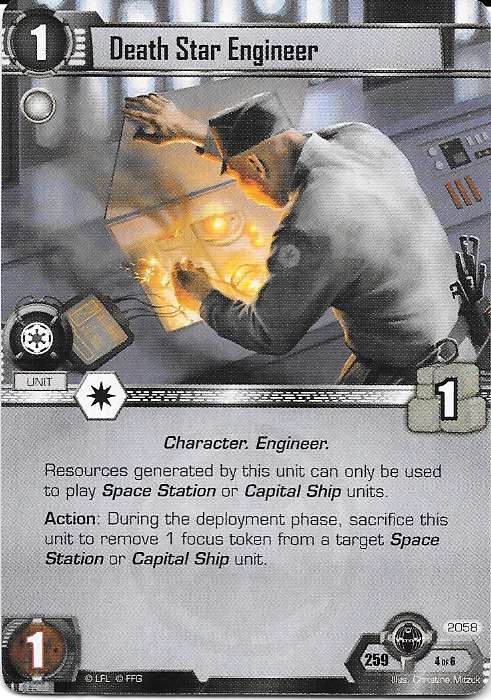 1
Death Star Engineer
UNIT
1
Character. Engineer.
Resources generated by this unit can only be used
to play Space Station or Capital Ship units.
Action: During the deployment phase, sacrifice this
unit to remove 1 focus token from a target Space
Station or Capital Ship unit.
1
2058
259
4 OF 6
© LFL © FFG
Illus. Christine Mitzuk